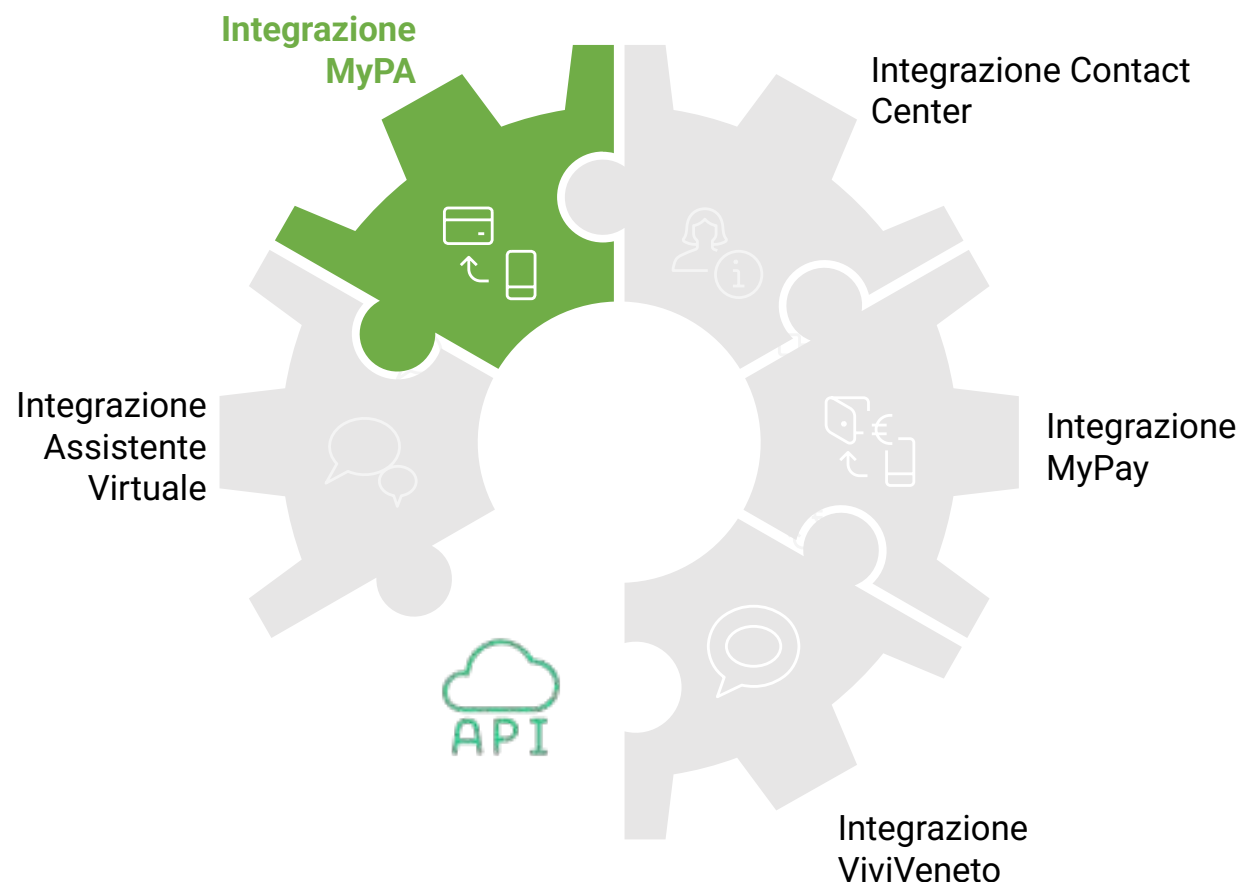 Integrazione
MyPA
Integrazione Contact
Center
Integrazione
Assistente
Virtuale
Integrazione
MyPay
API
Integrazione
ViviVeneto